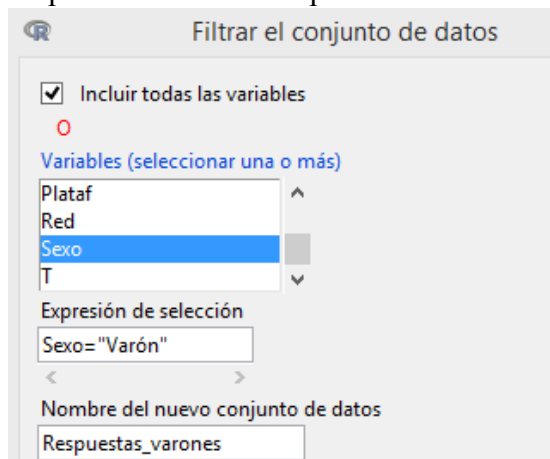 Filtrar el conjunto de datos
Incluir todas las variables
O
Variables (seleccionar una o más)
Plataf
Red
Sexo
T
Expresión de selección
Sexo="Varón"
Nombre del nuevo conjunto de datos
Respuestas_varones